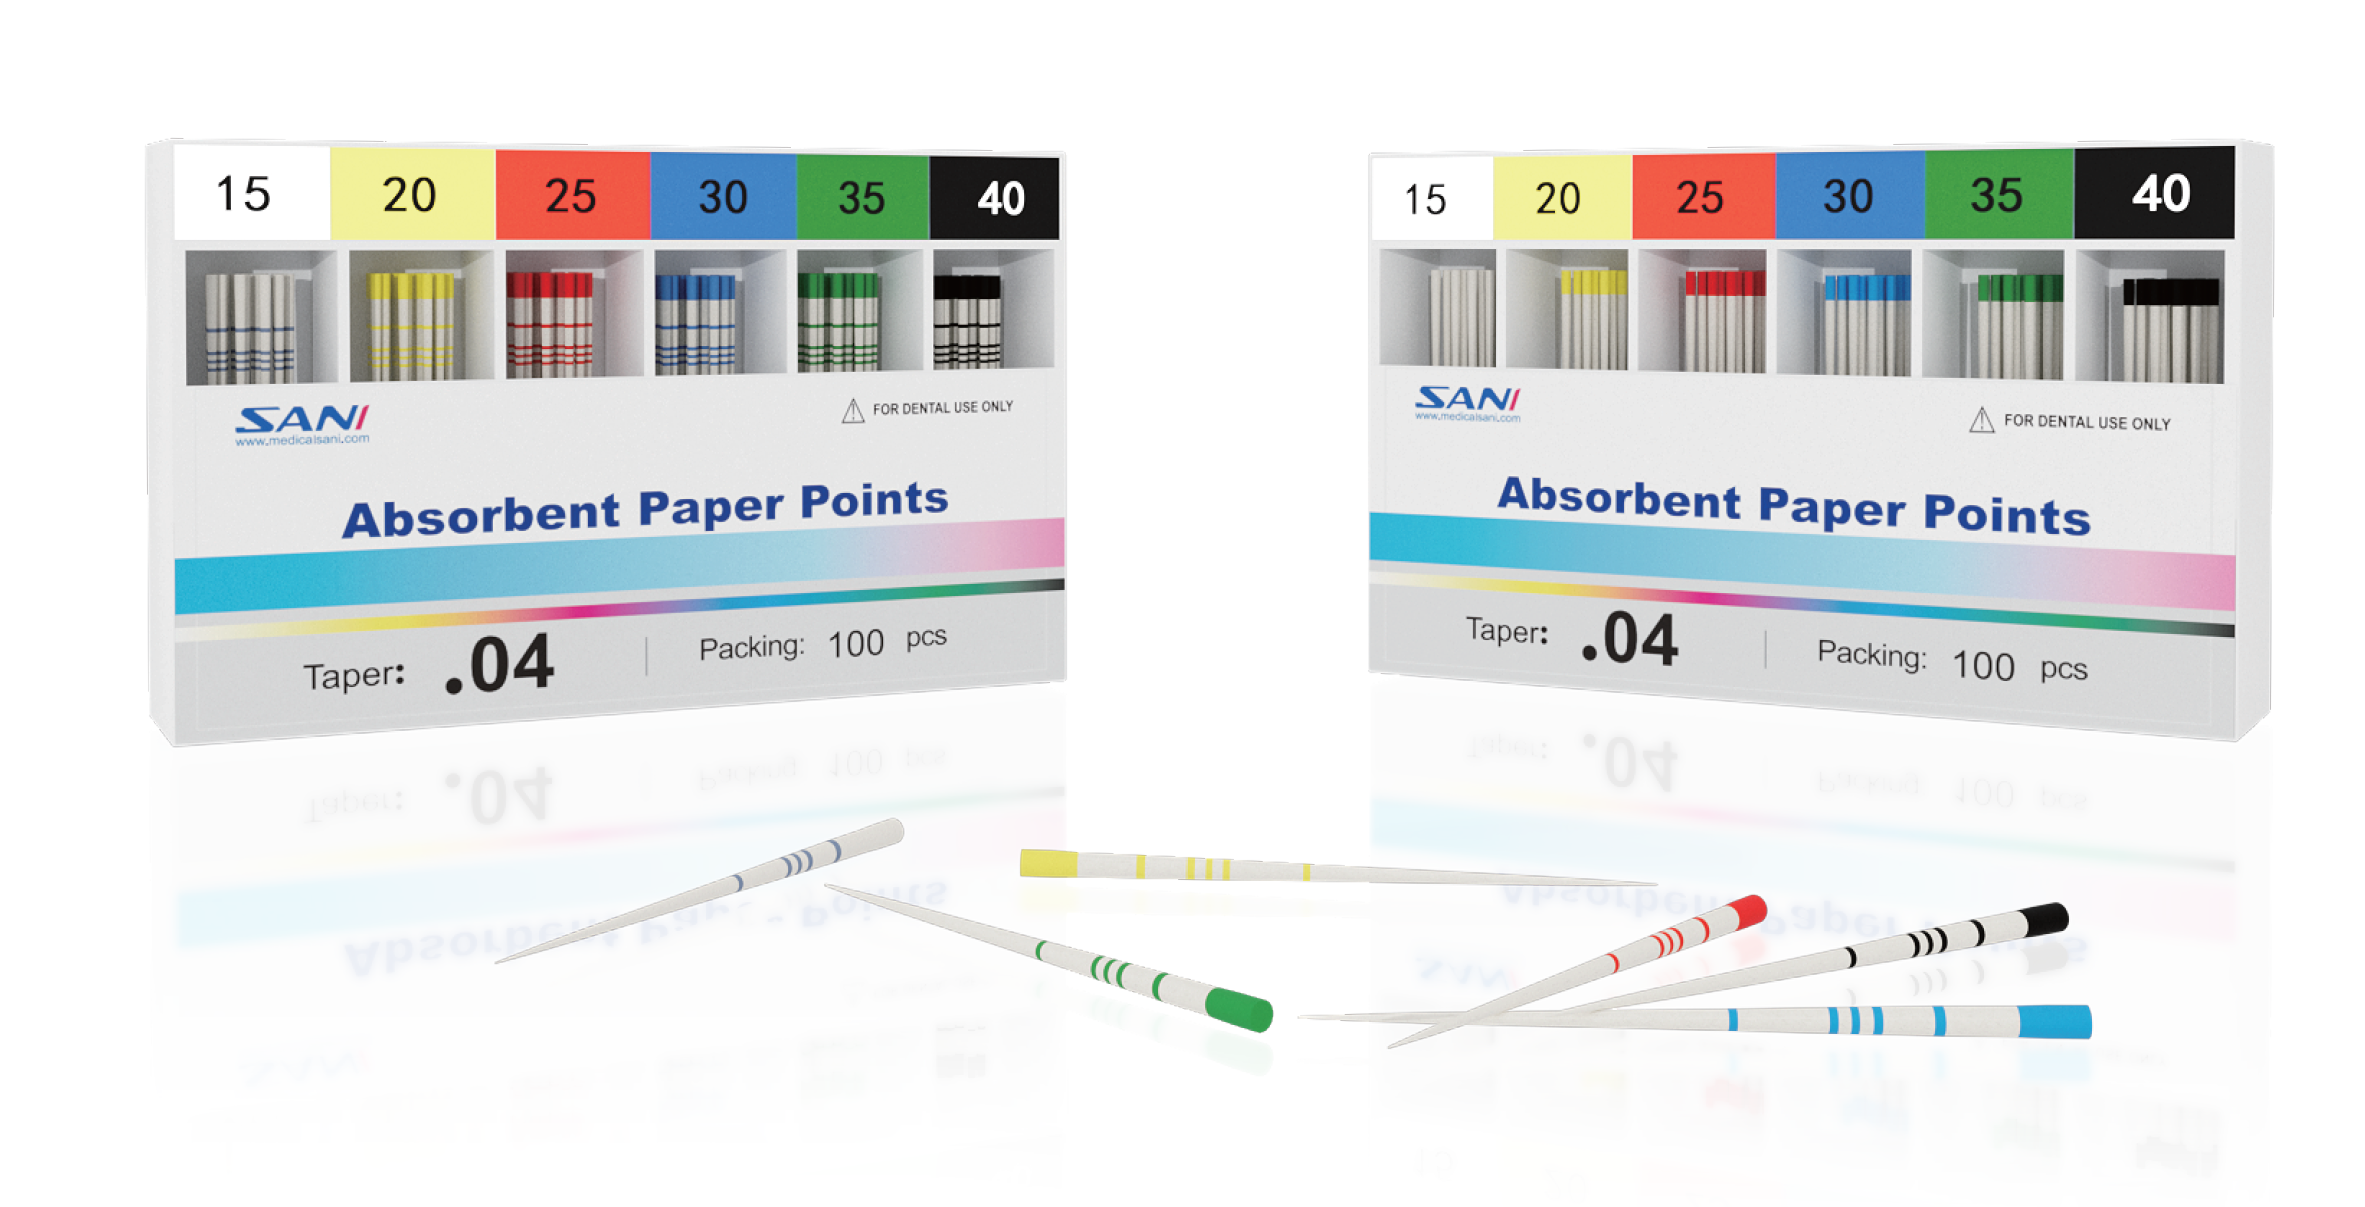 15 20 25 30 35 40
SANI
www.medicalsani.com
FOR DENTAL USE ONLY
Absorbent Paper Points
Taper: .04 Packing: 100 pcs
15 20 25 30 35 40
SANI
www.medicalsani.com
FOR DENTAL USE ONLY
Absorbent Paper Points
Taper: .04 Packing: 100 pcs